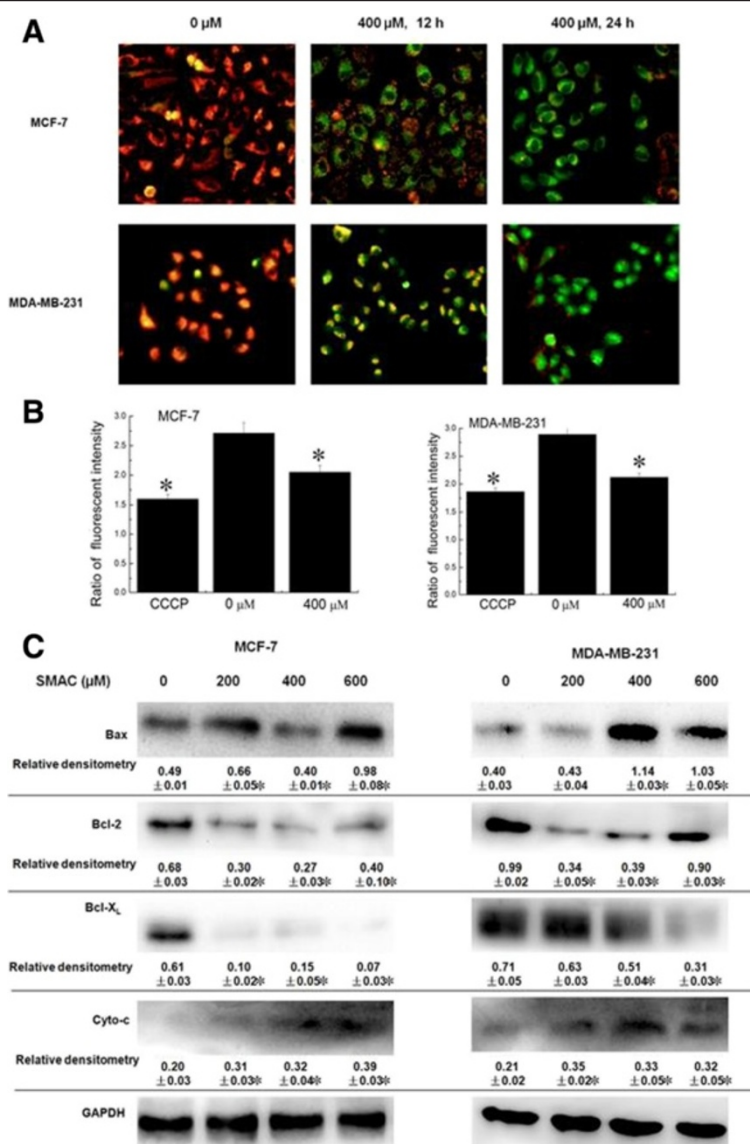 A
0 µM 400 µM, 12 h 400 µM, 24 h
MCF-7
MDA-MB-231
B
MCF-7
Ratio of fluorescent intensity
3.0
2.5
2.0
1.5
1.0
0.5
0.0
* *
CCCP 0 µM 400 µM
MDA-MB-231
Ratio of fluorescent intensity
3.0
2.5
2.0
1.5
1.0
0.5
0.0
* *
CCCP 0 µM 400 µM
C
MCF-7 MDA-MB-231
SMAC (µM) 0 200 400 600 0 200 400 600
Bax
Relative densitometry 0.49 0.66 0.40 0.98 0.40 0.43 1.14 1.03
±0.01 ±0.05* ±0.01* ±0.08* ±0.03 ±0.04 ±0.03* ±0.05*
Bcl-2
Relative densitometry 0.68 0.30 0.27 0.40 0.99 0.34 0.39 0.90
±0.03 ±0.02* ±0.03* ±0.10* ±0.02 ±0.05* ±0.03* ±0.03*
Bcl-XL
Relative densitometry 0.61 0.10 0.15 0.07 0.71 0.63 0.51 0.31
±0.03 ±0.02* ±0.05* ±0.03* ±0.05 ±0.03 ±0.04* ±0.03*
Cyto-c
Relative densitometry 0.20 0.31 0.32 0.39 0.21 0.35 0.33 0.32
±0.03 ±0.03* ±0.04* ±0.03* ±0.02 ±0.02* ±0.05* ±0.05*
GAPDH